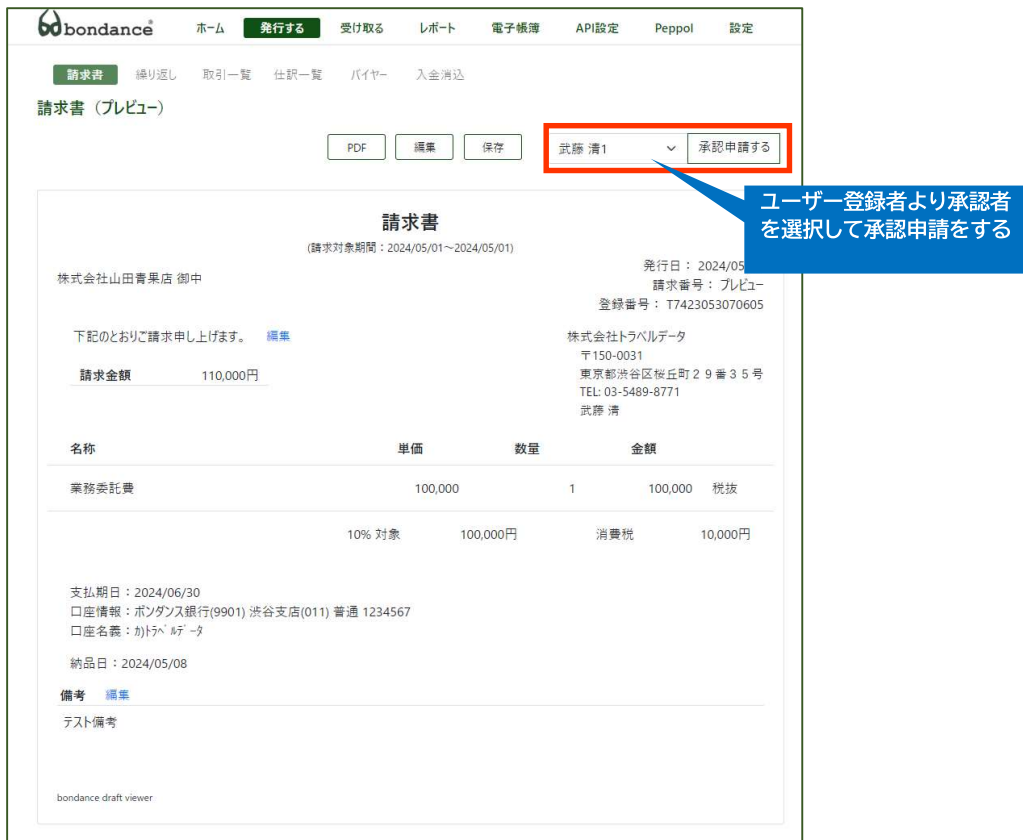 bondance
ホーム 発行する 受け取る レポート 電子帳簿 API設定 Peppol 設定
請求書 繰り返し 取引一覧 仕訳一覧 バイヤー 入金消込
請求書（プレビュー）
PDF 編集 保存 武藤 清1 承認申請する
ユーザー登録者より承認者
を選択して承認申請をする
請求書
(請求対象期間：2024/05/01～2024/05/01)
発行日： 2024/05
請求番号： プレビュー
登録番号： T7423053070605
株式会社山田青果店 御中
下記のとおりご請求申し上げます。 編集
請求金額 110,000円
株式会社トラベルデータ
〒150-0031
東京都渋谷区桜丘町２９番３５号
TEL: 03-5489-8771
武藤 清
名称 単価 数量 金額
業務委託費 100,000 1 100,000 税抜
10% 対象 100,000円 消費税 10,000円
支払期日：2024/06/30
口座情報：ボンダンス銀行(9901) 渋谷支店(011) 普通 1234567
口座名義：ｶ)ﾄﾗﾍﾞﾙﾃﾞｰﾀ
納品日：2024/05/08
備考 編集
テスト備考
bondance draft viewer